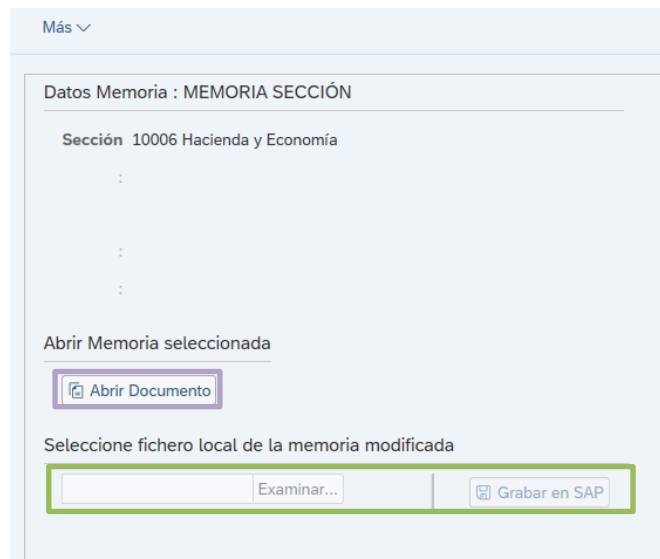 Más
Datos Memoria : MEMORIA SECCIÓN
Sección 10006 Hacienda y Economía
:
:
:
Abrir Memoria seleccionada
Abrir Documento
Seleccione fichero local de la memoria modificada
Examinar... Grabar en SAP